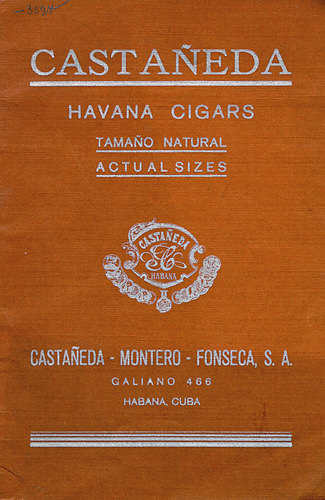 CASTAÑEDA
HAVANA CIGARS
TAMAÑO NATURAL
ACTUAL SIZES
CASTAÑEDA
HABANA
CASTAÑEDA - MONTERO - FONSECA, S. A.
GALIANO 466
HABANA, CUBA